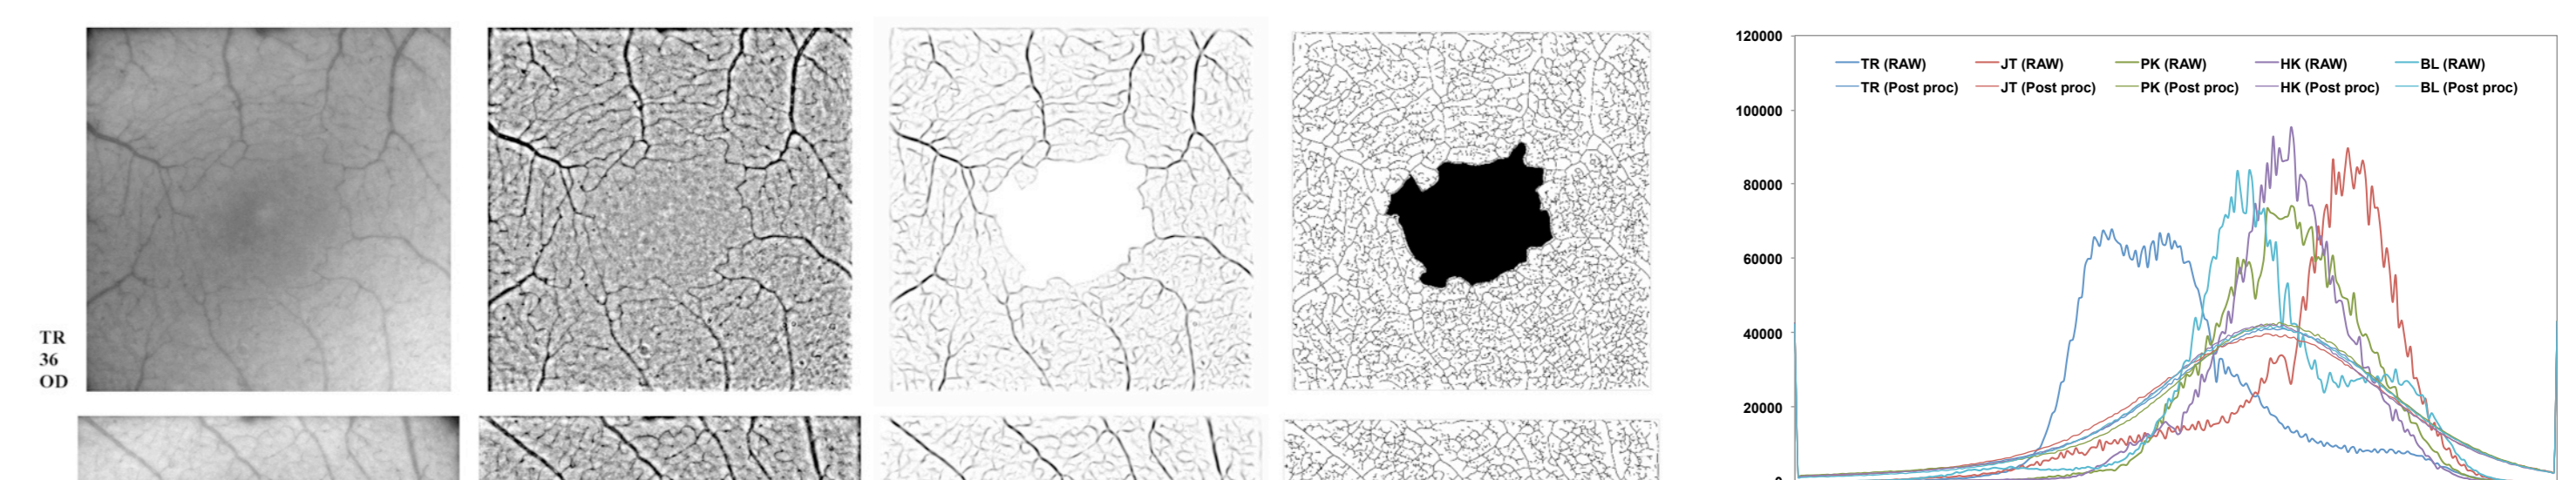 TR
36
OD
120000
100000
80000
60000
40000
20000
TR (RAW) JT (RAW) PK (RAW) HK (RAW) BL (RAW)
TR (Post proc) JT (Post proc) PK (Post proc) HK (Post proc) BL (Post proc)